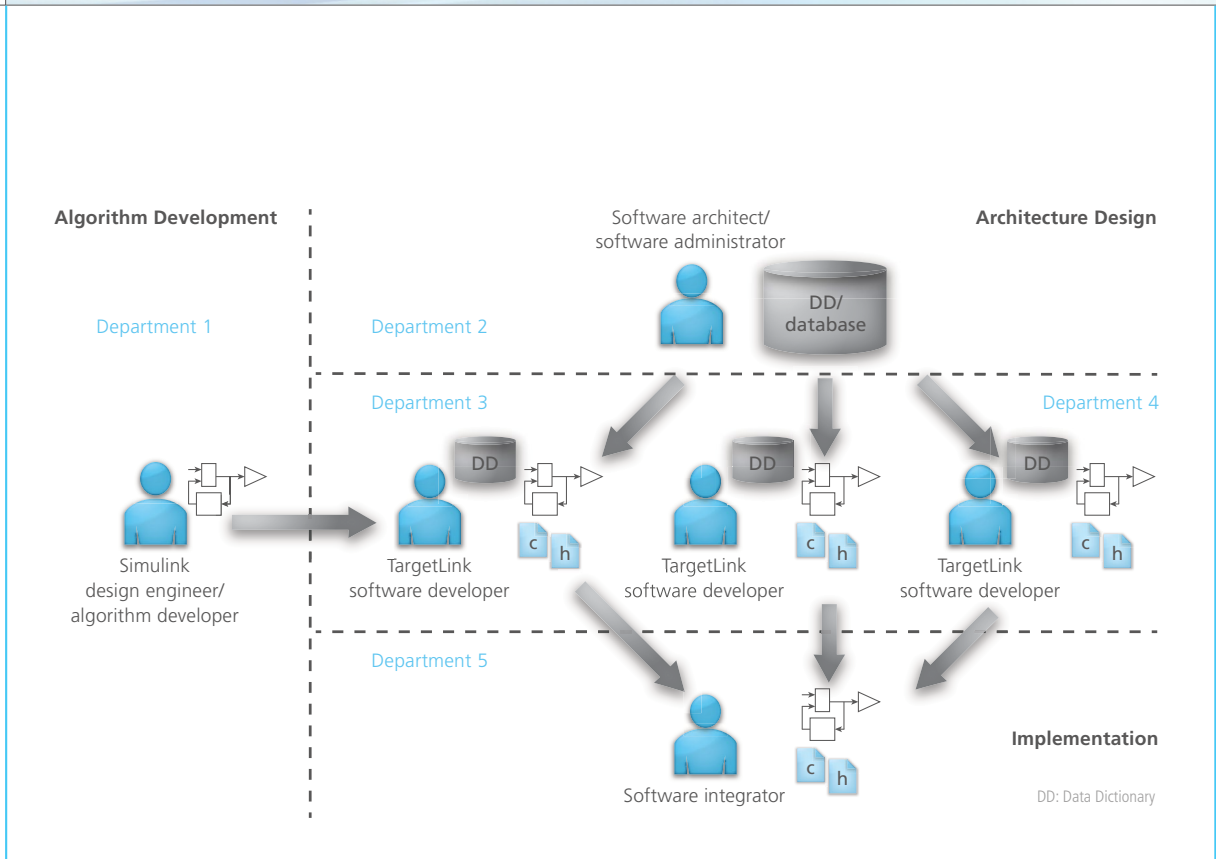 Algorithm Development
Software architect/
software administrator
Architecture Design
DD/
database
Department 1
Department 2
Department 3
Department 4
DD
DD
DD
c
h
c
h
c
h
Simulink
design engineer/
algorithm developer
TargetLink
software developer
TargetLink
software developer
TargetLink
software developer
Department 5
c
h
Software integrator
Implementation
DD: Data Dictionary